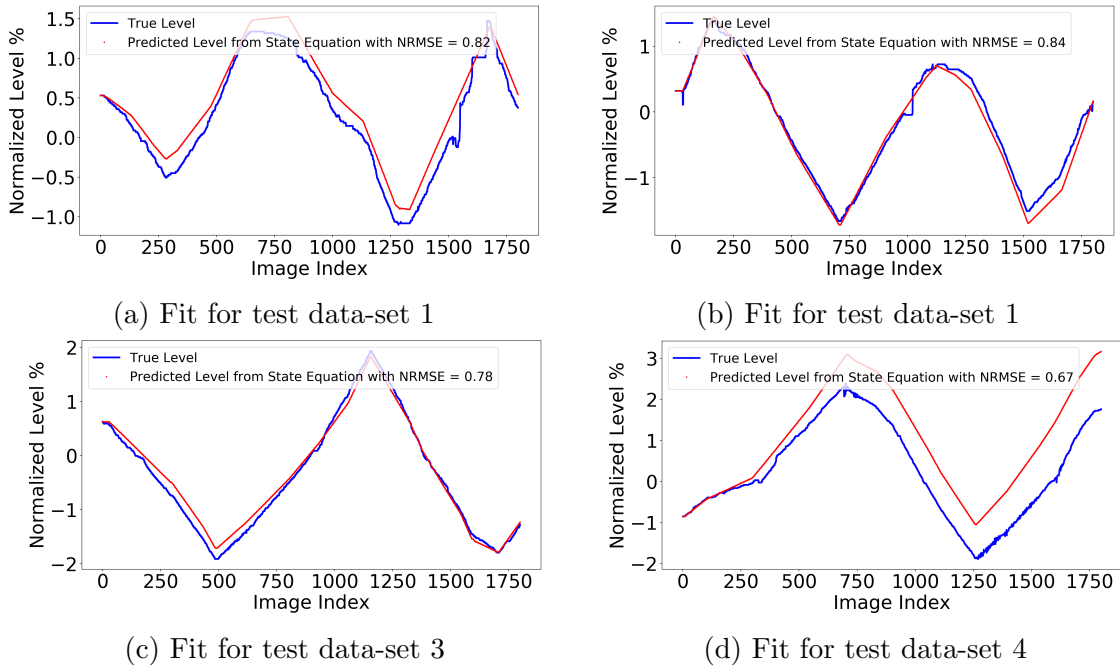 1.5
1.0
0.5
0.0
−0.5
−1.0
Normalized Level %
True Level
Predicted Level from State Equation with NRMSE = 0.82
0 250 500 750 1000 1250 1500 1750
Image Index
(a) Fit for test data-set 1
1
0
−1
Normalized Level %
True Level
Predicted Level from State Equation with NRMSE = 0.84
0 250 500 750 1000 1250 1500 1750
Image Index
(b) Fit for test data-set 1
2
1
0
−1
−2
Normalized Level %
True Level
Predicted Level from State Equation with NRMSE = 0.78
0 250 500 750 1000 1250 1500 1750
Image Index
(c) Fit for test data-set 3
3
2
1
0
−1
−2
Normalized Level %
True Level
Predicted Level from State Equation with NRMSE = 0.67
0 250 500 750 1000 1250 1500 1750
Image Index
(d) Fit for test data-set 4